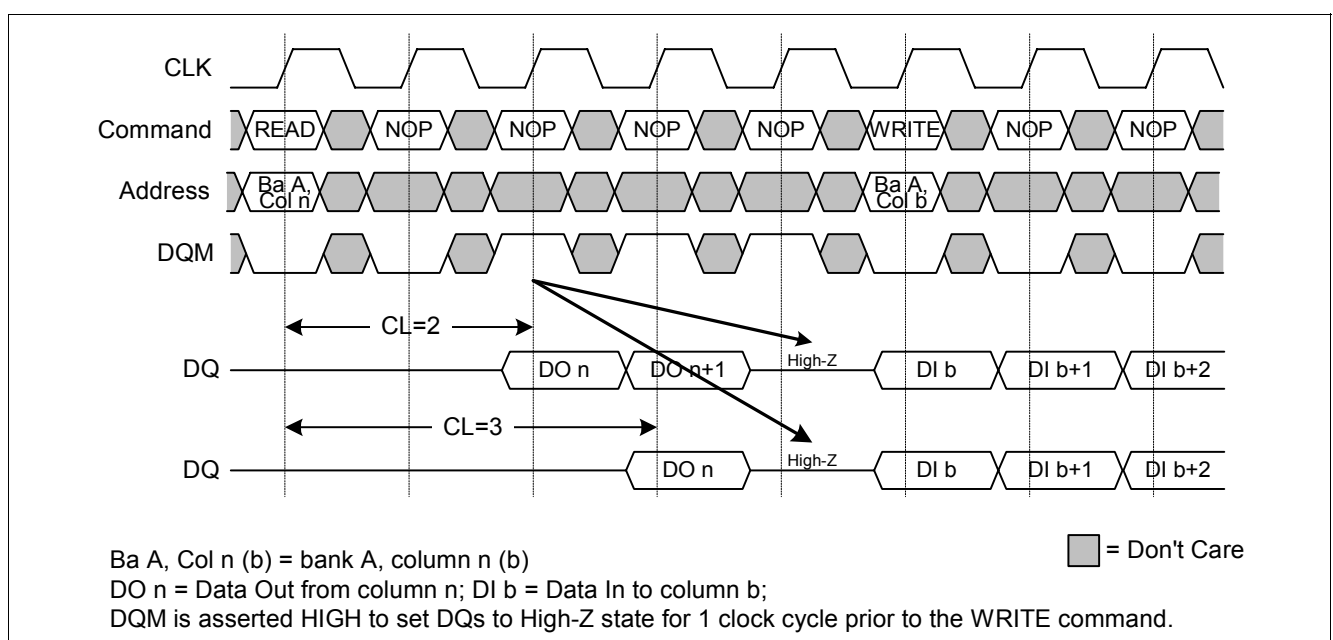 CLK
Command READ NOP NOP NOP NOP WRITE NOP NOP
Address Ba A, Col n Ba A, Col b
DQM
CL=2
DQ DO n DO n+1 High-Z DI b DI b+1 DI b+2
CL=3
DQ DO n High-Z DI b DI b+1 DI b+2
Ba A, Col n (b) = bank A, column n (b)
= Don't Care
DO n = Data Out from column n; DI b = Data In to column b;
DQM is asserted HIGH to set DQs to High-Z state for 1 clock cycle prior to the WRITE command.